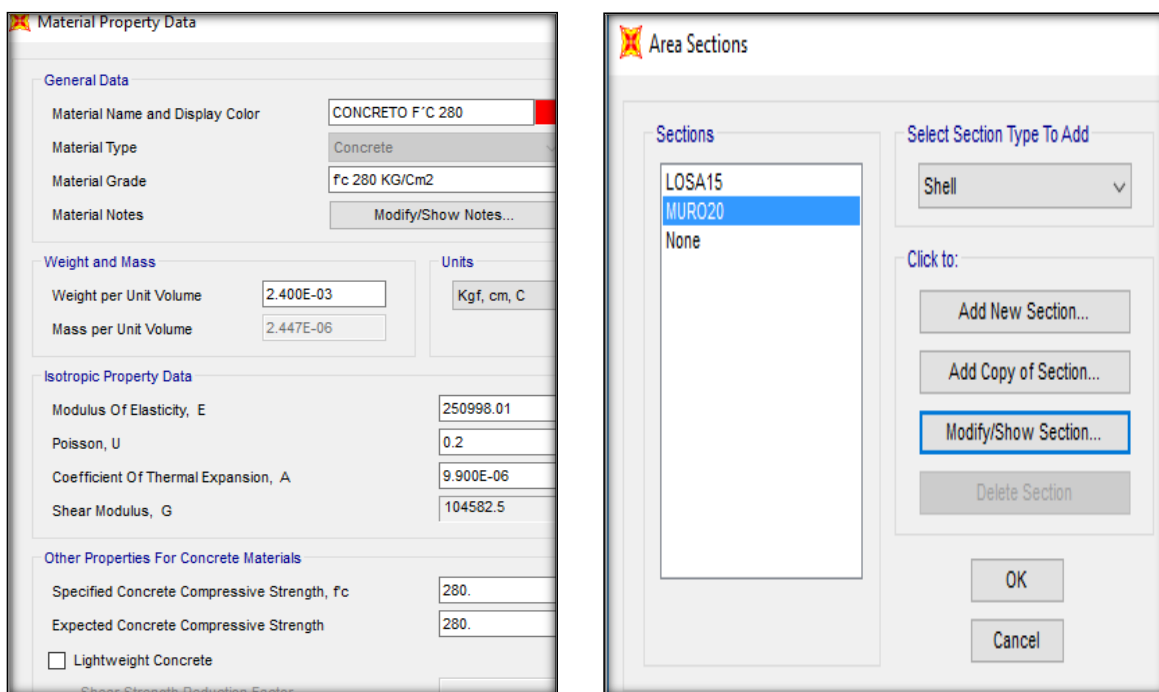 Material Property Data
General Data
Material Name and Display Color CONCRETO F´C 280
Material Type Concrete
Material Grade f'c 280 KG/Cm2
Material Notes Modify/Show Notes...
Weight and Mass
Weight per Unit Volume 2.400E-03
Mass per Unit Volume 2.447E-06
Units
Kgf, cm, C
Isotropic Property Data
Modulus Of Elasticity, E 250998.01
Poisson, U 0.2
Coefficient Of Thermal Expansion, A 9.900E-06
Shear Modulus, G 104582.5
Other Properties For Concrete Materials
Specified Concrete Compressive Strength, f'c 280.
Expected Concrete Compressive Strength 280.
Lightweight Concrete
Shear Strength Reduction Factor
Area Sections
Sections
LOSA15
MURO20
None
Select Section Type To Add
Shell
Click to:
Add New Section...
Add Copy of Section...
Modify/Show Section...
Delete Section
OK
Cancel